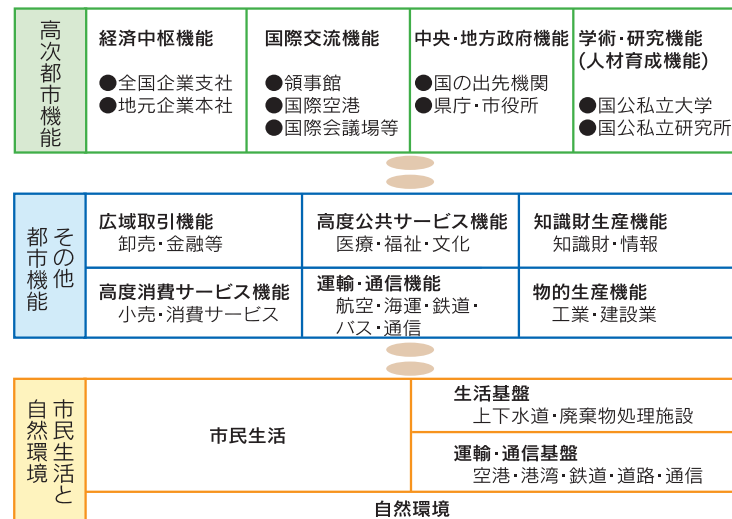 高次都市機能
経済中枢機能
●全国企業支社
●地元企業本社
国際交流機能
●領事館
●国際空港
●国際会議場等
中央・地方政府機能
●国の出先機関
●県庁・市役所
学術・研究機能
(人材育成機能)
●国公私立大学
●国公私立研究所
その他
都市機能
広域取引機能
卸売・金融等
高度公共サービス機能
医療・福祉・文化
知識財生産機能
知識財・情報
高度消費サービス機能
小売・消費サービス
運輸・通信機能
航空・海運・鉄道・
バス・通信
物的生産機能
工業・建設業
市民生活と
自然環境
市民生活
生活基盤
上下水道・廃棄物処理施設
運輸・通信基盤
空港・港湾・鉄道・道路・通信
自然環境